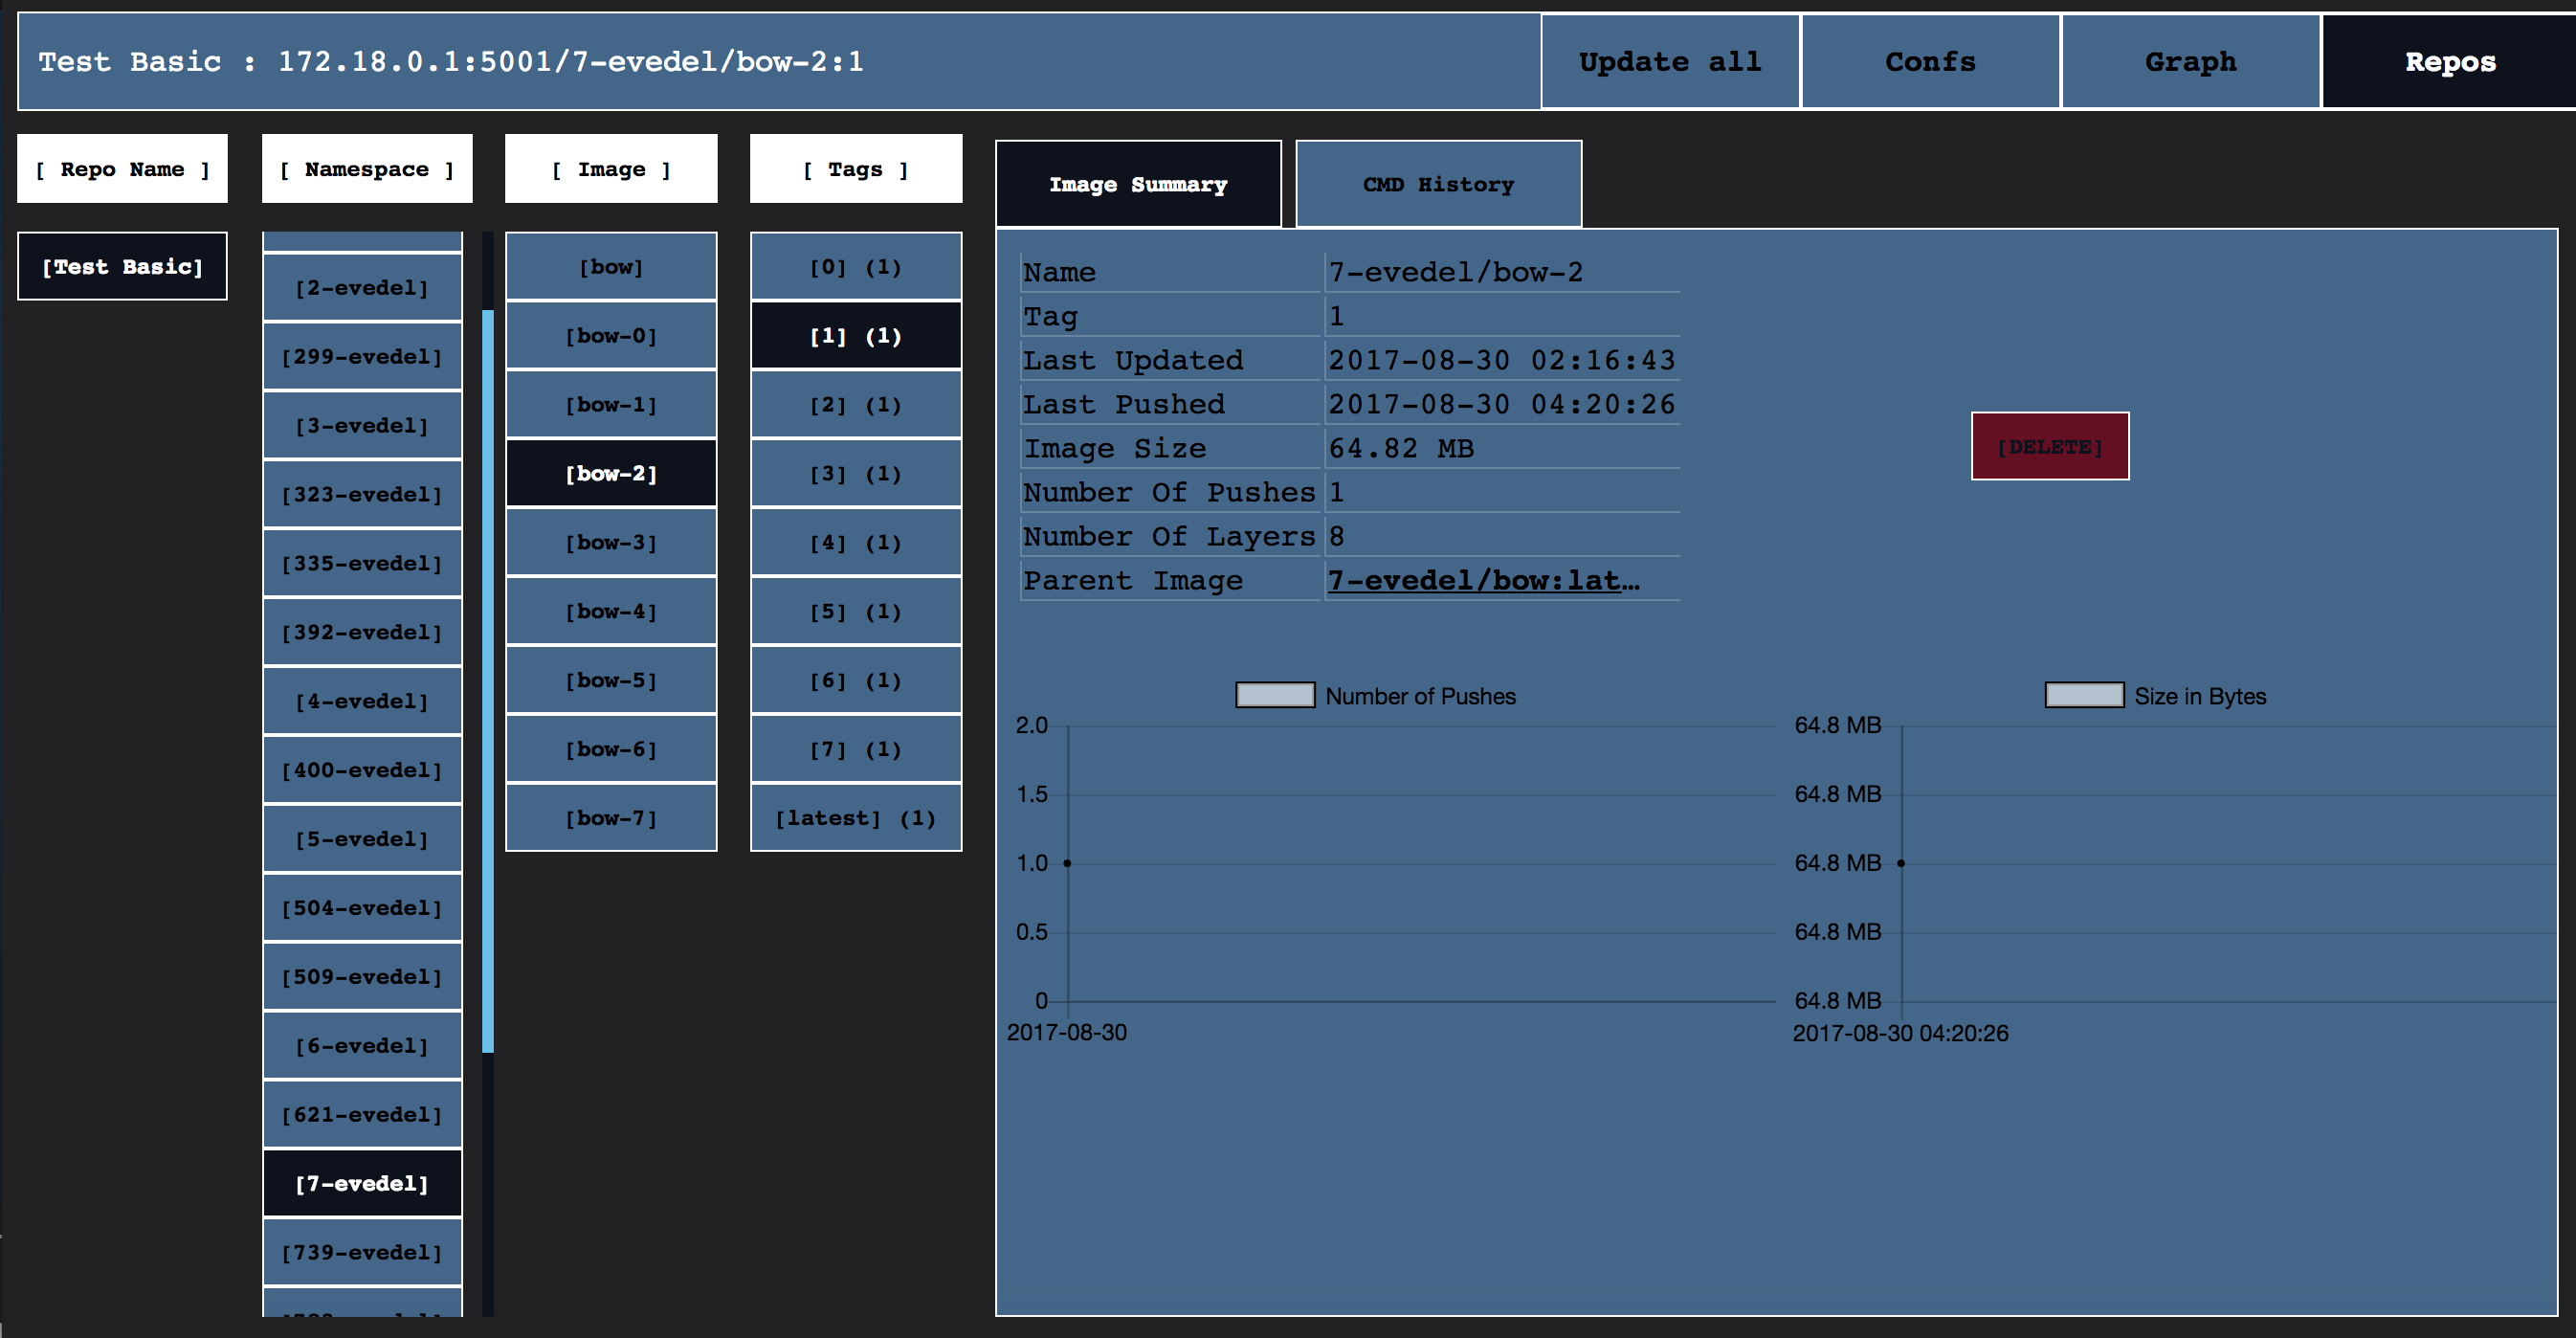 Test Basic : 172.18.0.1:5001/7-evedel/bow-2:1
Update all
Confs
Graph
Repos
[ Repo Name ]
[ Namespace ]
[ Image ]
[ Tags ]
[Test Basic]
[2-evedel]
[299-evedel]
[3-evedel]
[323-evedel]
[335-evedel]
[392-evedel]
[4-evedel]
[400-evedel]
[5-evedel]
[504-evedel]
[509-evedel]
[6-evedel]
[621-evedel]
[7-evedel]
[739-evedel]
[bow]
[bow-0]
[bow-1]
[bow-2]
[bow-3]
[bow-4]
[bow-5]
[bow-6]
[bow-7]
[0] (1)
[1] (1)
[2] (1)
[3] (1)
[4] (1)
[5] (1)
[6] (1)
[7] (1)
[latest] (1)
Image Summary
CMD History
Name 7-evedel/bow-2
Tag 1
Last Updated 2017-08-30 02:16:43
Last Pushed 2017-08-30 04:20:26
Image Size 64.82 MB
Number Of Pushes 1
Number Of Layers 8
Parent Image 7-evedel/bow:lat…
[DELETE]
Number of Pushes
2.0
1.5
1.0
0.5
0
2017-08-30
Size in Bytes
64.8 MB
64.8 MB
64.8 MB
64.8 MB
64.8 MB
2017-08-30 04:20:26